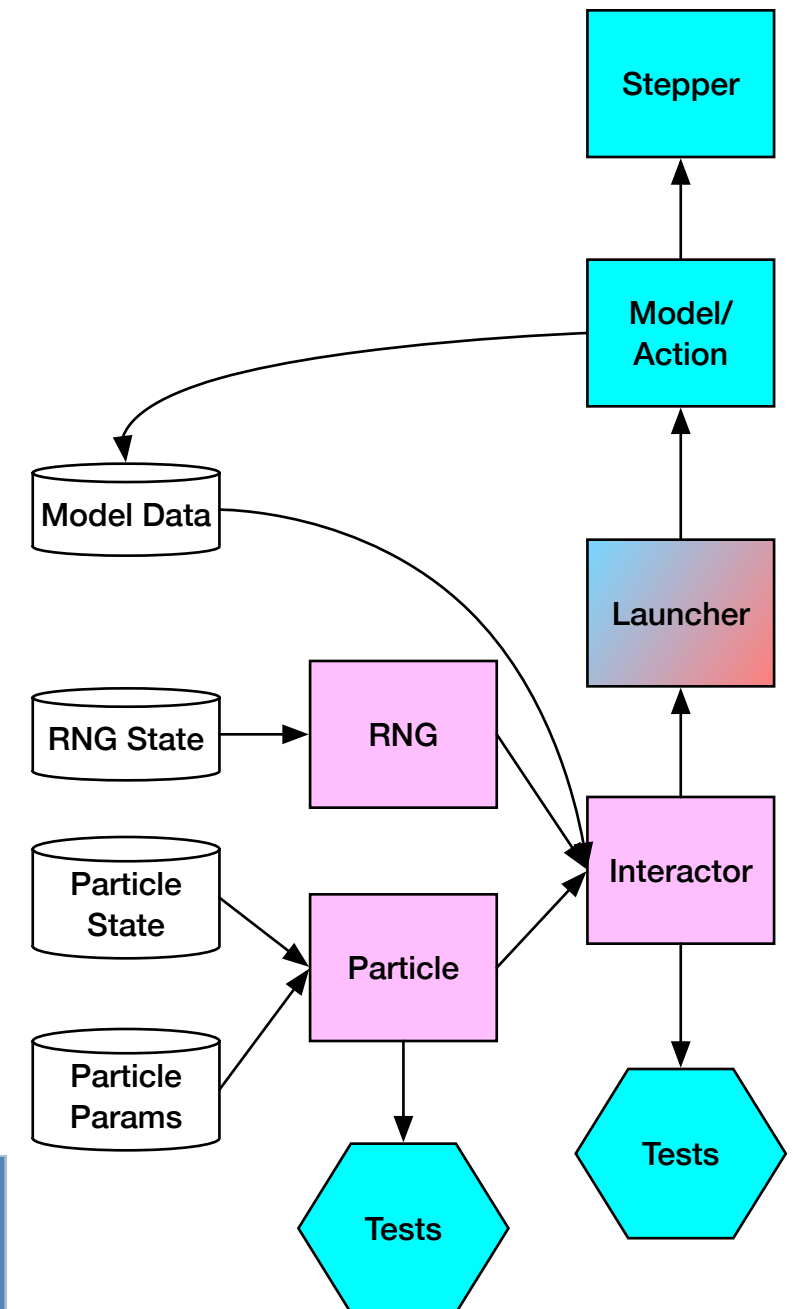 Stepper
Model/
Action
Model Data
Launcher
RNG State
RNG
Particle
State
Interactor
Particle
Particle
Params
Tests
Tests